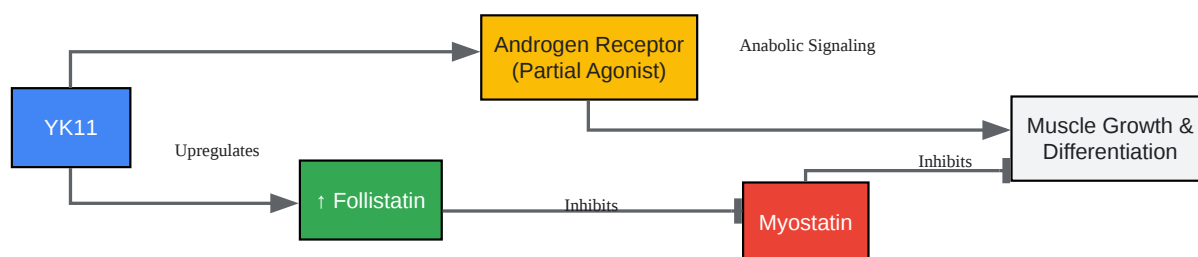 Androgen Receptor
(Partial Agonist)
Anabolic Signaling
YK11
Muscle Growth &
Differentiation
Upregulates
Inhibits
↑ Follistatin
Inhibits
Myostatin